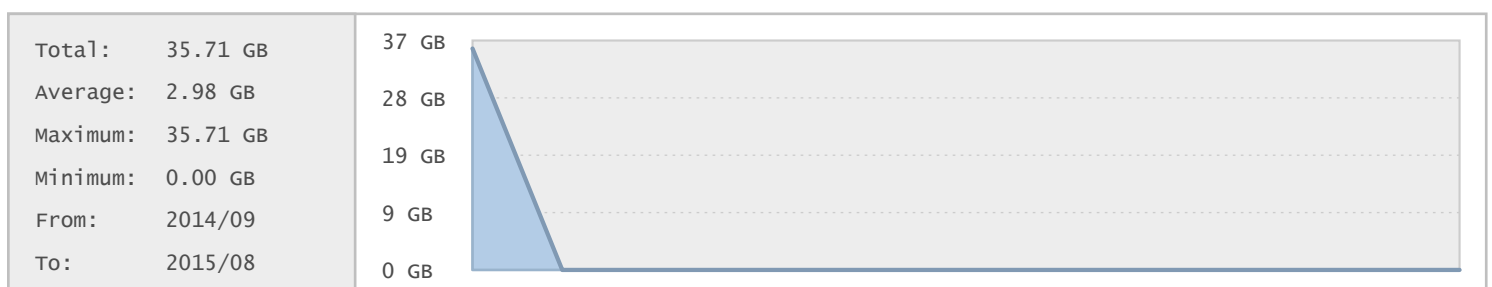 Total: 35.71 GB
Average: 2.98 GB
Maximum: 35.71 GB
Minimum: 0.00 GB
From: 2014/09
To: 2015/08
37 GB
28 GB
19 GB
9 GB
0 GB